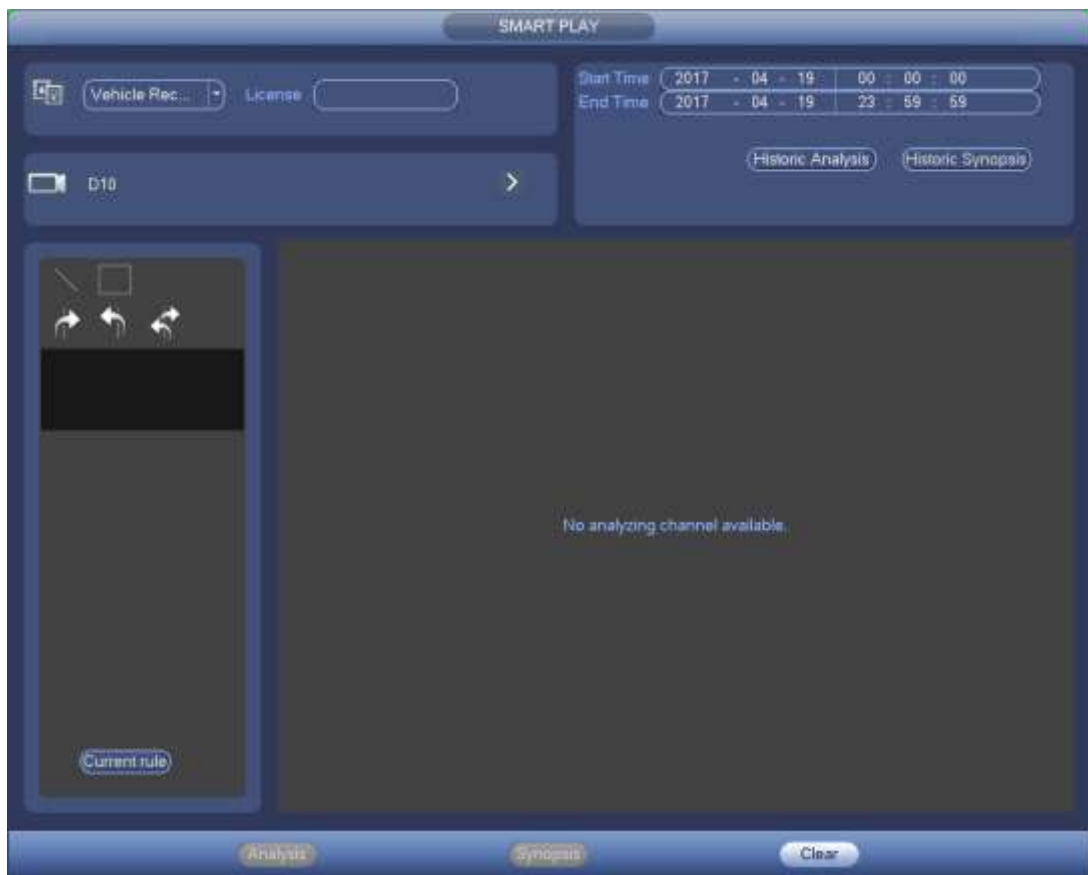 SMART PLAY
Vehicle Rec... License
Start Time 2017 - 04 - 19 00 : 00 : 00
End Time 2017 - 04 - 19 23 : 59 : 59
Historic Analysis Historic Synopsis
D10
No analyzing channel available.
Current rule
Analysis Synopsis Clear